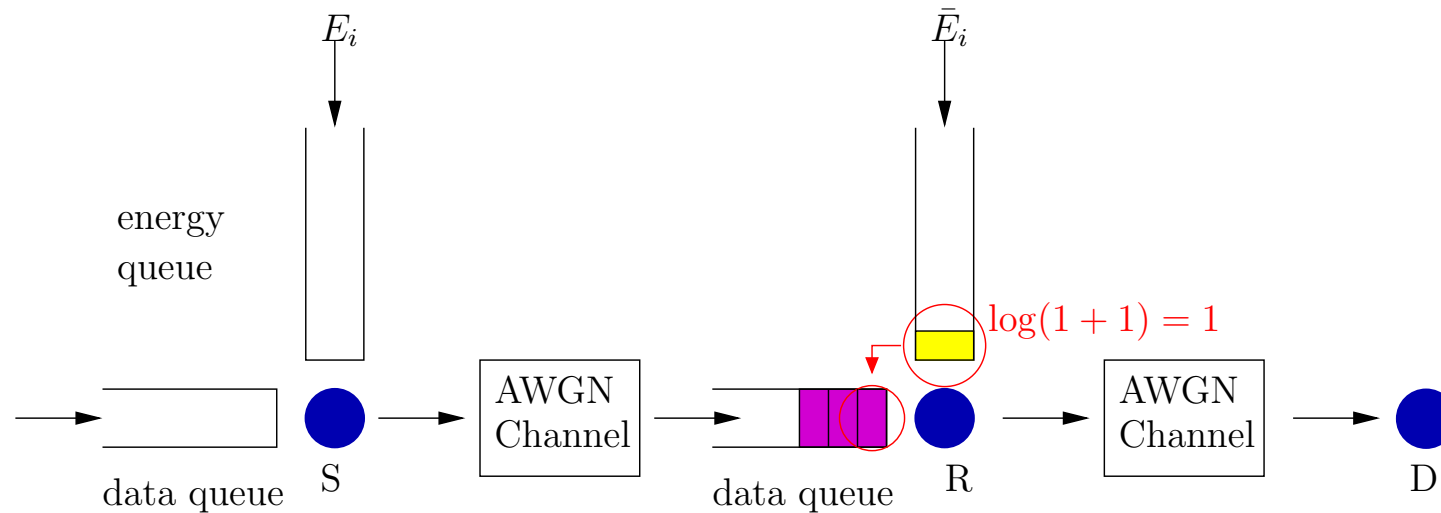 E_i
Ē_i
energy
queue
log(1 + 1) = 1
AWGN
Channel
AWGN
Channel
data queue
S
data queue
R
D